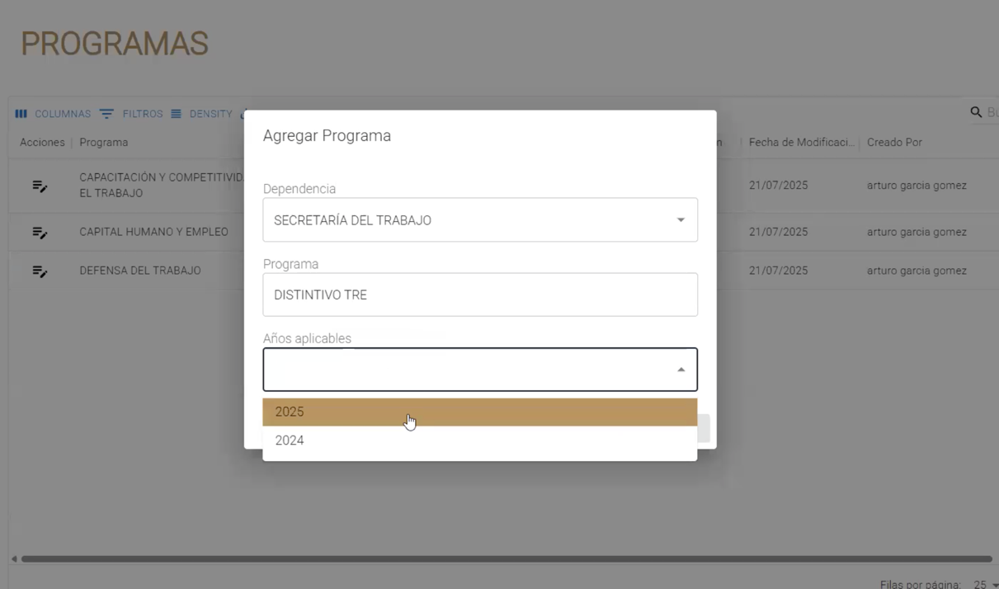 PROGRAMAS
COLUMNAS FILTROS DENSITY
Acciones Programa Fecha de Modificaci... Creado Por
CAPACITACIÓN Y COMPETITIVID
EL TRABAJO
21/07/2025 arturo garcia gomez
CAPITAL HUMANO Y EMPLEO 21/07/2025 arturo garcia gomez
DEFENSA DEL TRABAJO 21/07/2025 arturo garcia gomez
Agregar Programa
Dependencia
SECRETARÍA DEL TRABAJO
Programa
DISTINTIVO TRE
Años aplicables
2025
2024
Filas por página: 25